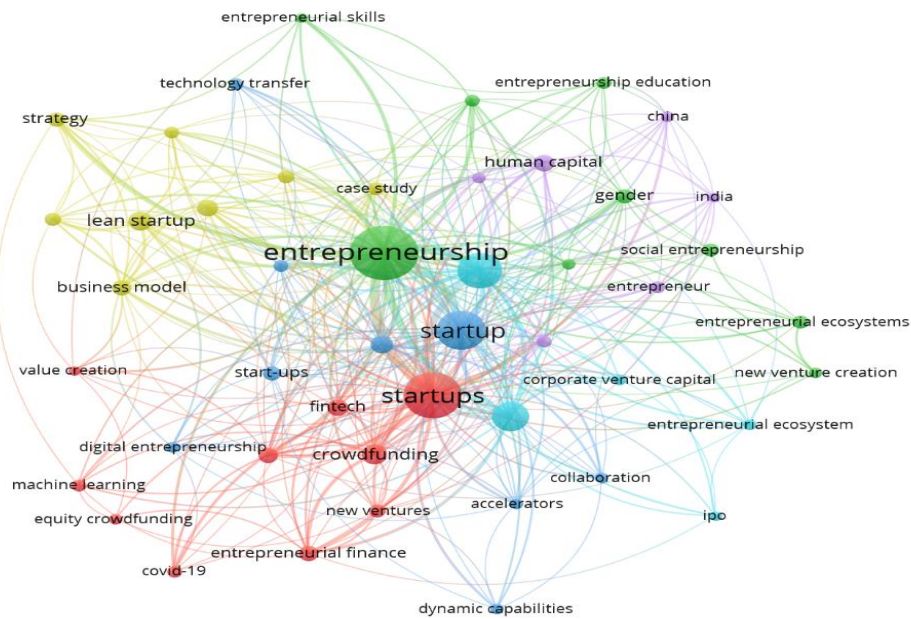 entrepreneurial skills
technology transfer
entrepreneurship education
strategy
china
human capital
case study
gender
india
lean startup
entrepreneurship
social entrepreneurship
business model
entrepreneur
entrepreneurial ecosystems
startup
value creation
start-ups
corporate venture capital
new venture creation
startups
fintech
entrepreneurial ecosystem
digital entrepreneurship
crowdfunding
collaboration
machine learning
accelerators
equity crowdfunding
new ventures
ipo
entrepreneurial finance
covid-19
dynamic capabilities